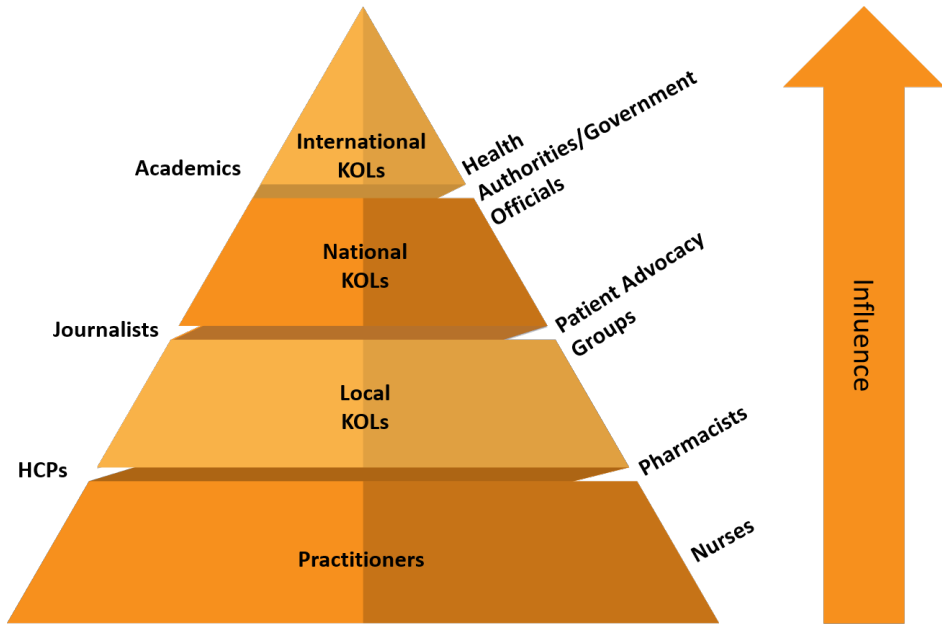 International
KOLs
Academics
Health
Authorities/Government
Officials
National
KOLs
Journalists
Patient Advocacy
Groups
Influence
Local
KOLs
HCPs
Pharmacists
Practitioners
Nurses